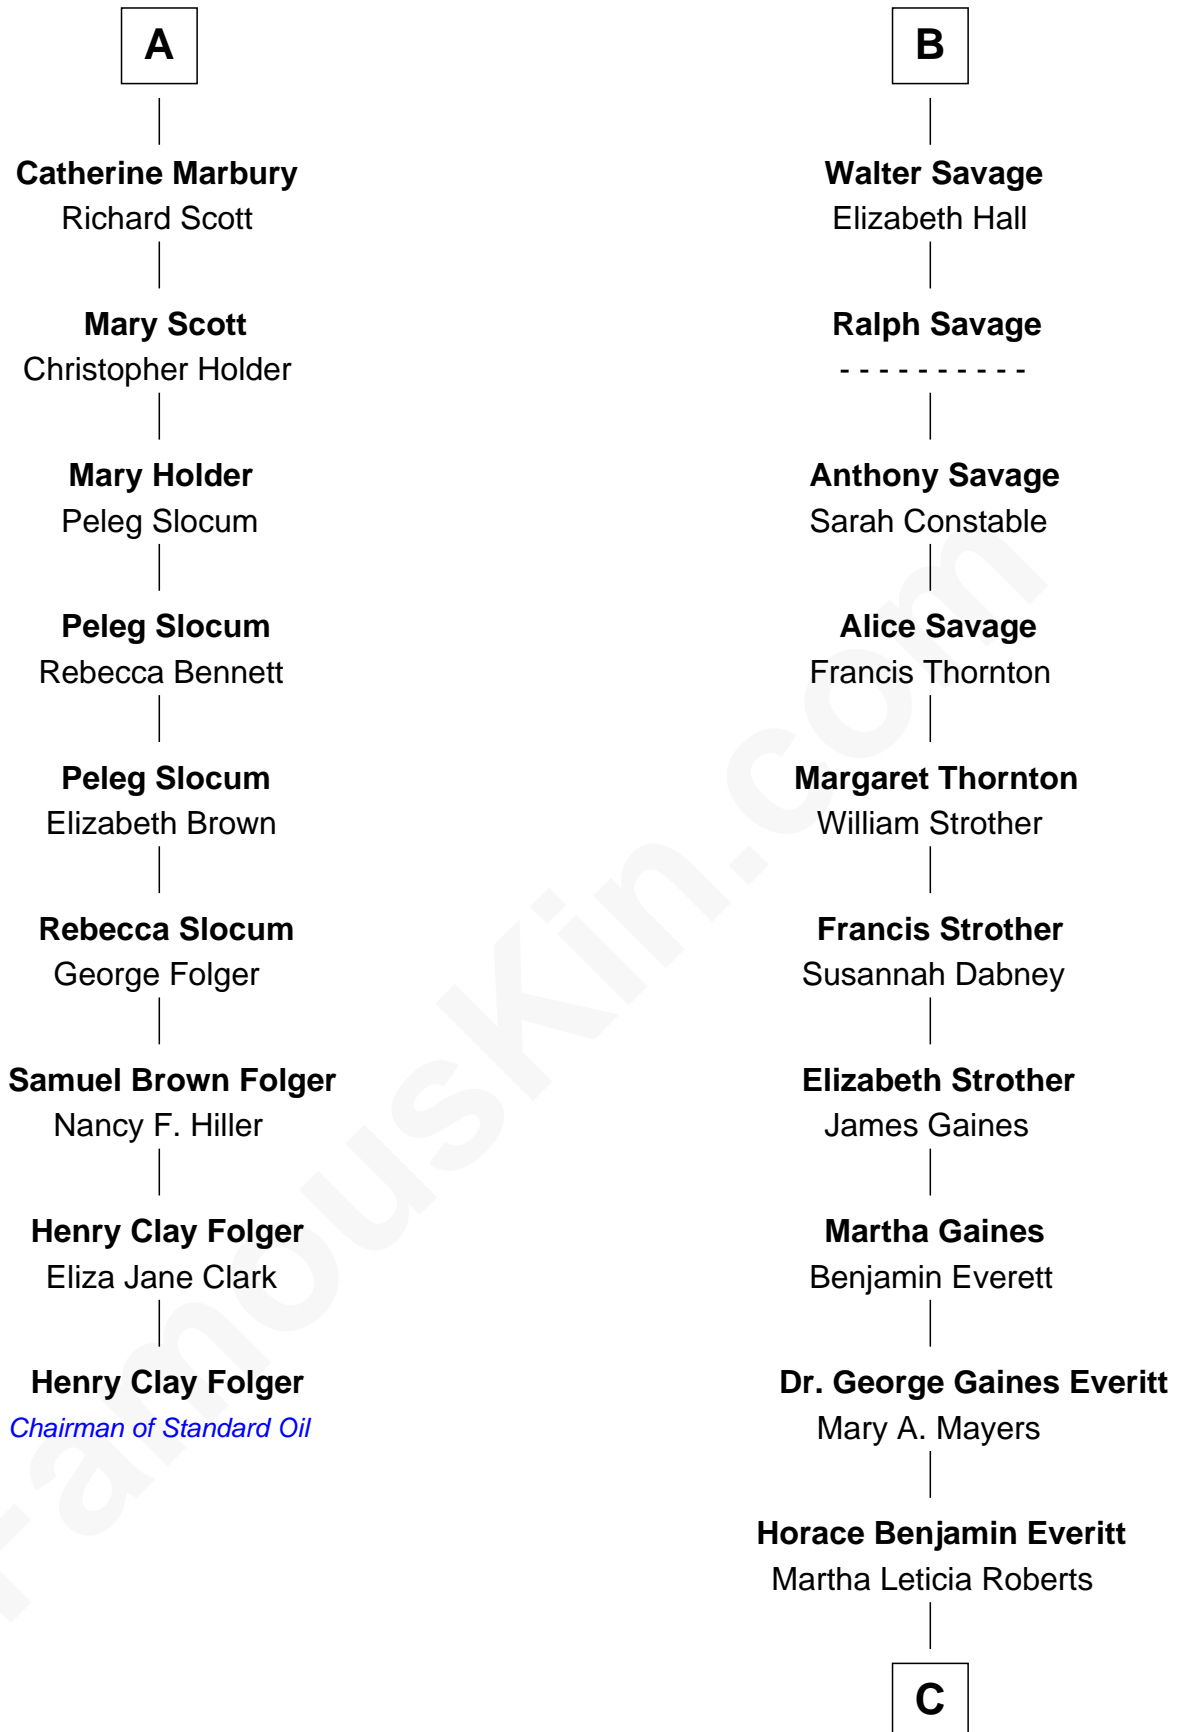 A
Catherine Marbury
Richard Scott
Mary Scott
Christopher Holder
Mary Holder
Peleg Slocum
Peleg Slocum
Rebecca Bennett
Peleg Slocum
Elizabeth Brown
Rebecca Slocum
George Folger
Samuel Brown Folger
Nancy F. Hiller
Henry Clay Folger
Eliza Jane Clark
Henry Clay Folger
Chairman of Standard Oil
B
Walter Savage
Elizabeth Hall
Ralph Savage
- - - - - - - - - -
Anthony Savage
Sarah Constable
Alice Savage
Francis Thornton
Margaret Thornton
William Strother
Francis Strother
Susannah Dabney
Elizabeth Strother
James Gaines
Martha Gaines
Benjamin Everett
Dr. George Gaines Everitt
Mary A. Mayers
Horace Benjamin Everitt
Martha Leticia Roberts
C
FamousKin.com